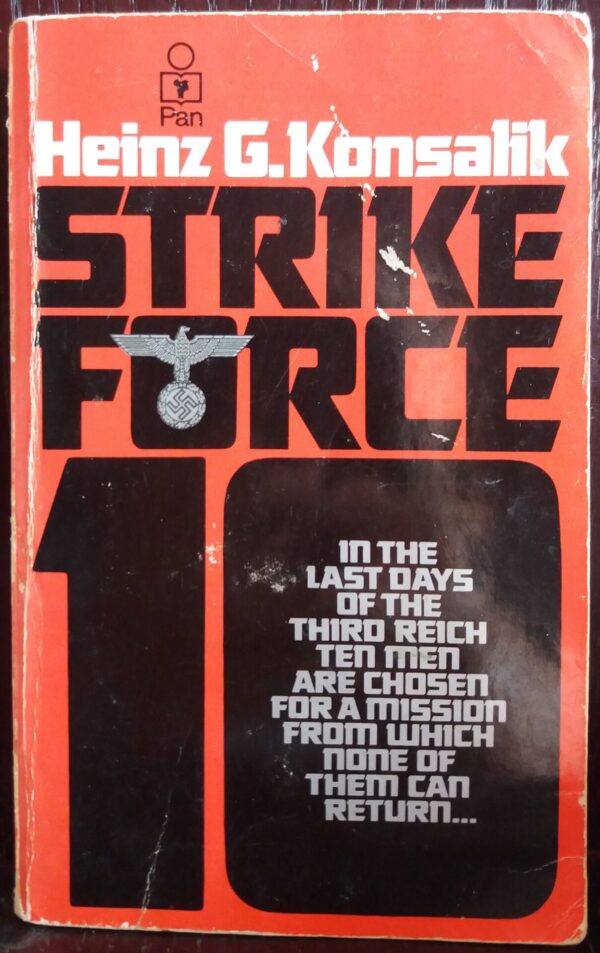 Pan
Heinz G. Konsalik
STRIKE
FORCE
10
IN THE
LAST DAYS
OF THE
THIRD REICH
TEN MEN
ARE CHOSEN
FOR A MISSION
FROM WHICH
NONE OF
THEM CAN
RETURN...